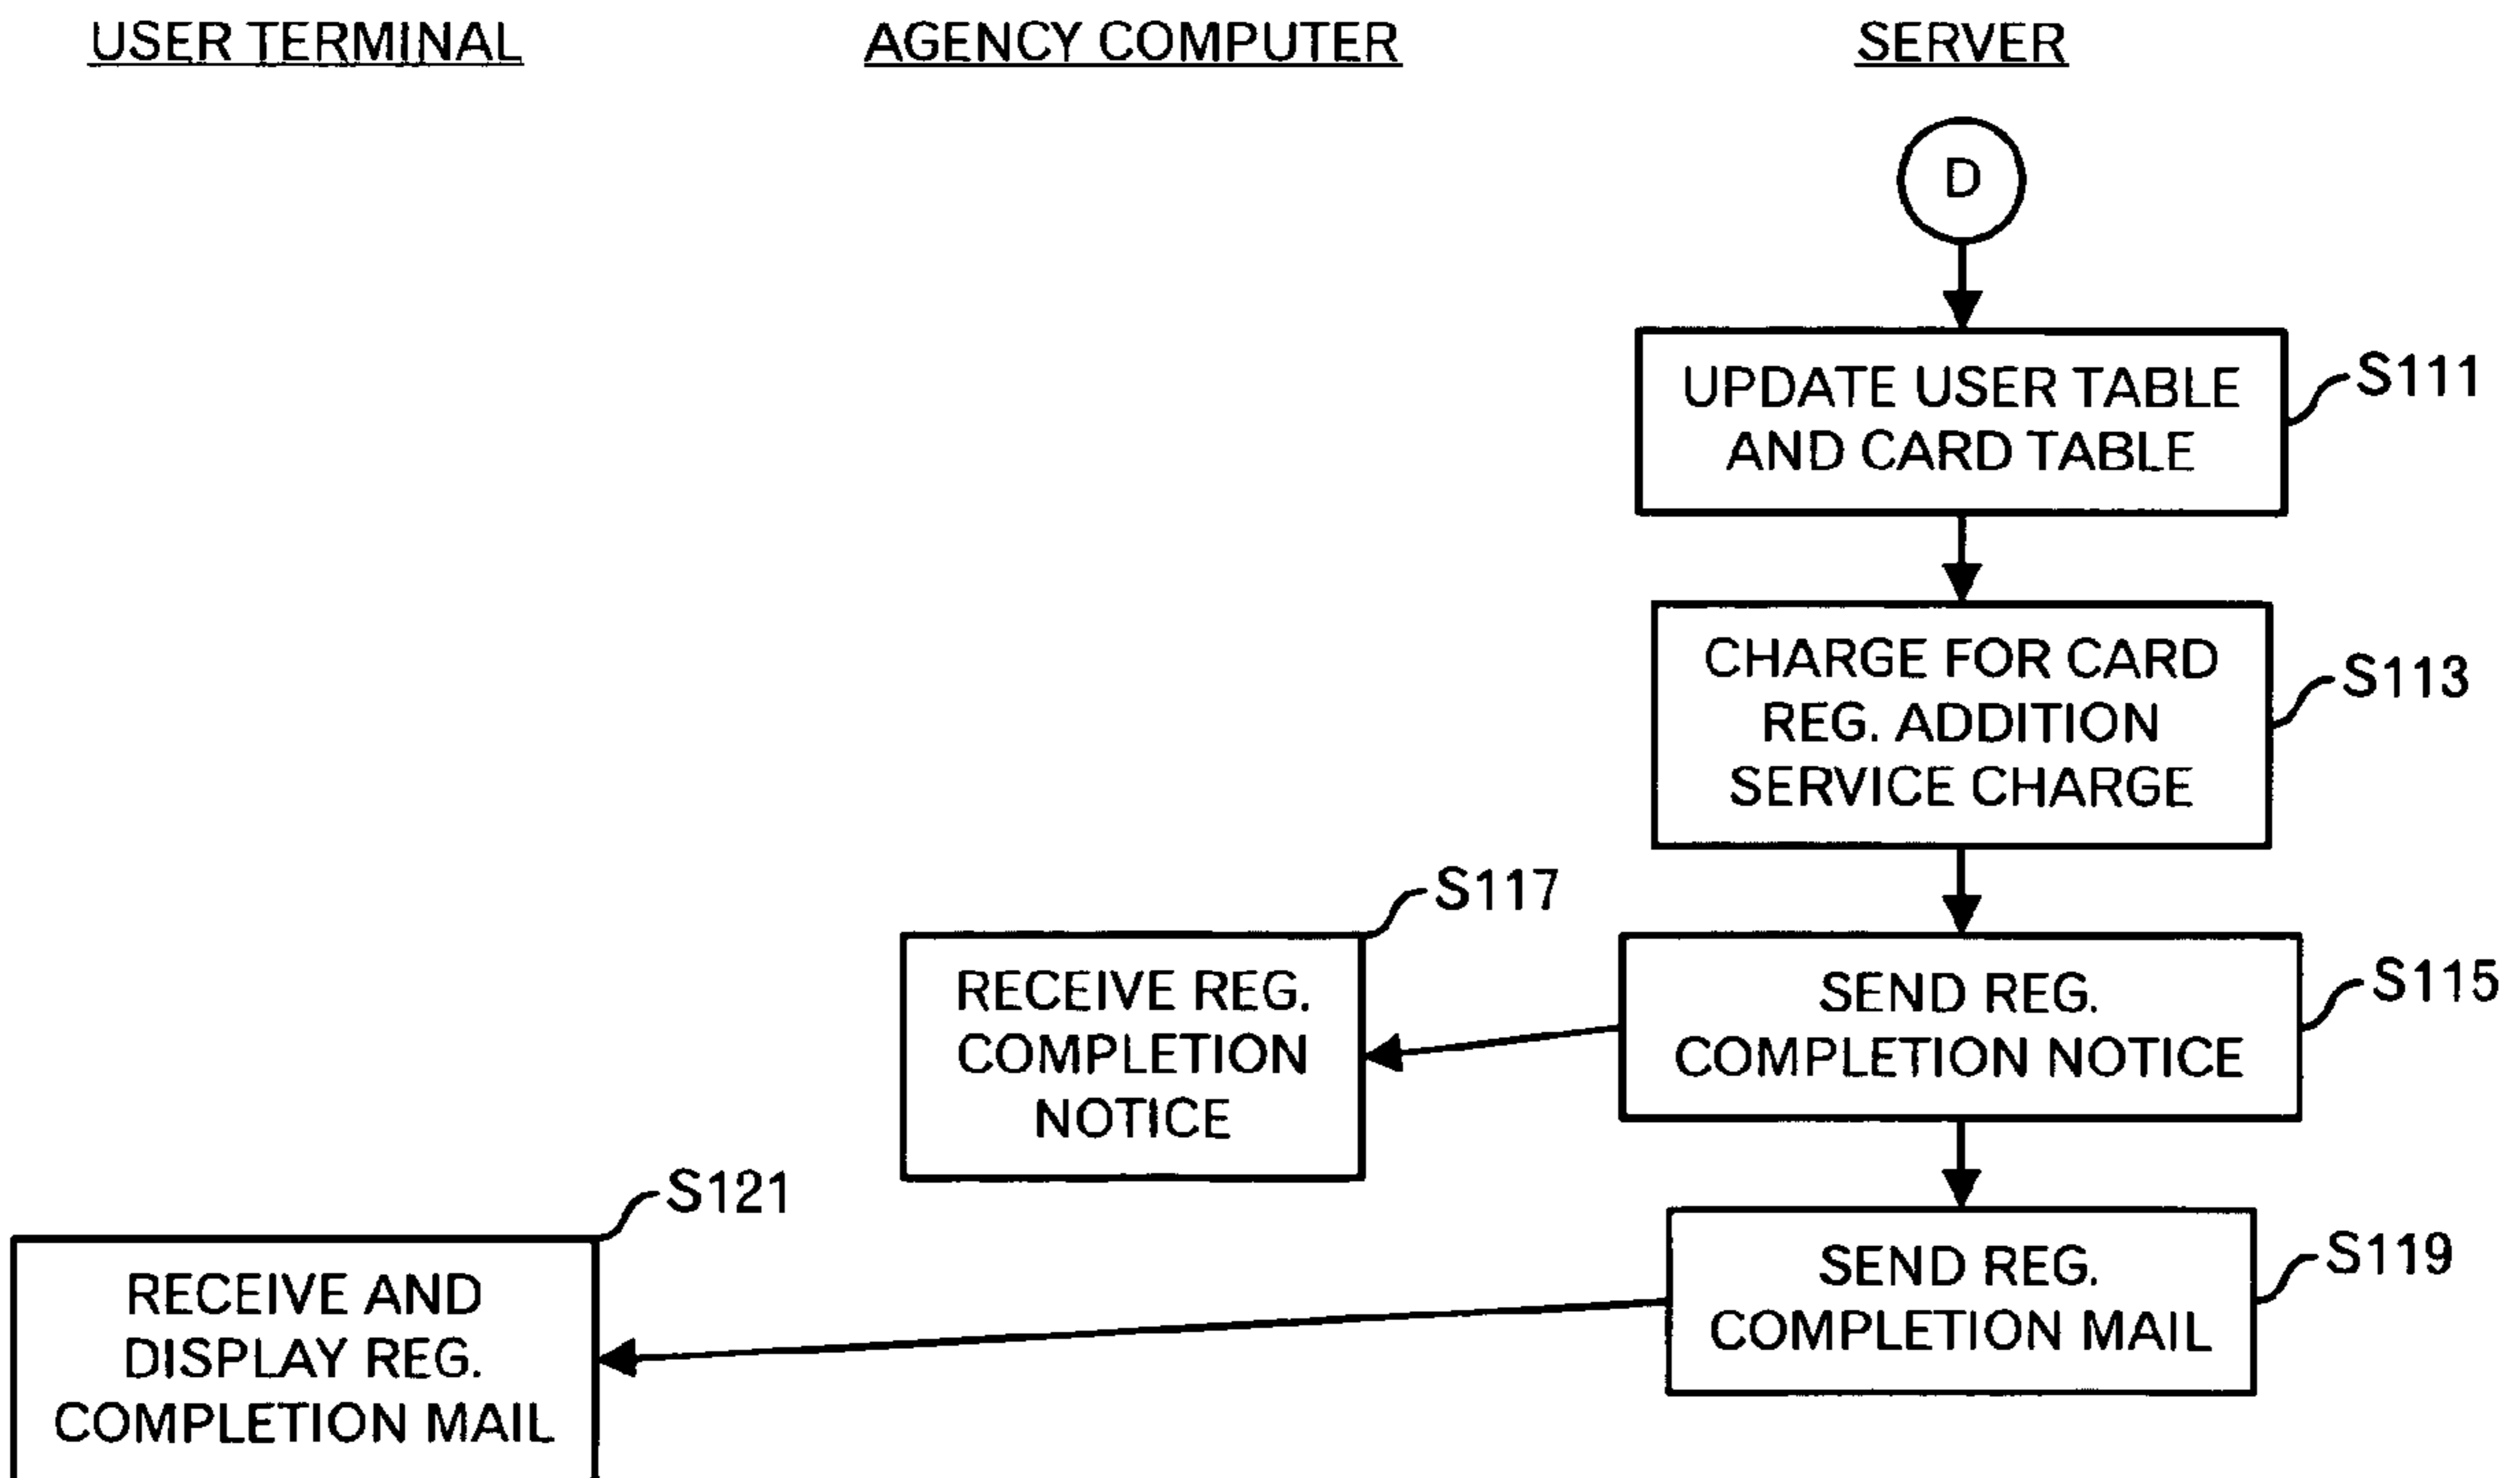 USER TERMINAL
AGENCY COMPUTER
SERVER
D
UPDATE USER TABLE
AND CARD TABLE
S111
CHARGE FOR CARD
REG. ADDITION
SERVICE CHARGE
S113
S117
RECEIVE REG.
COMPLETION
NOTICE
SEND REG.
COMPLETION NOTICE
S115
S121
RECEIVE AND
DISPLAY REG.
COMPLETION MAIL
SEND REG.
COMPLETION MAIL
S119